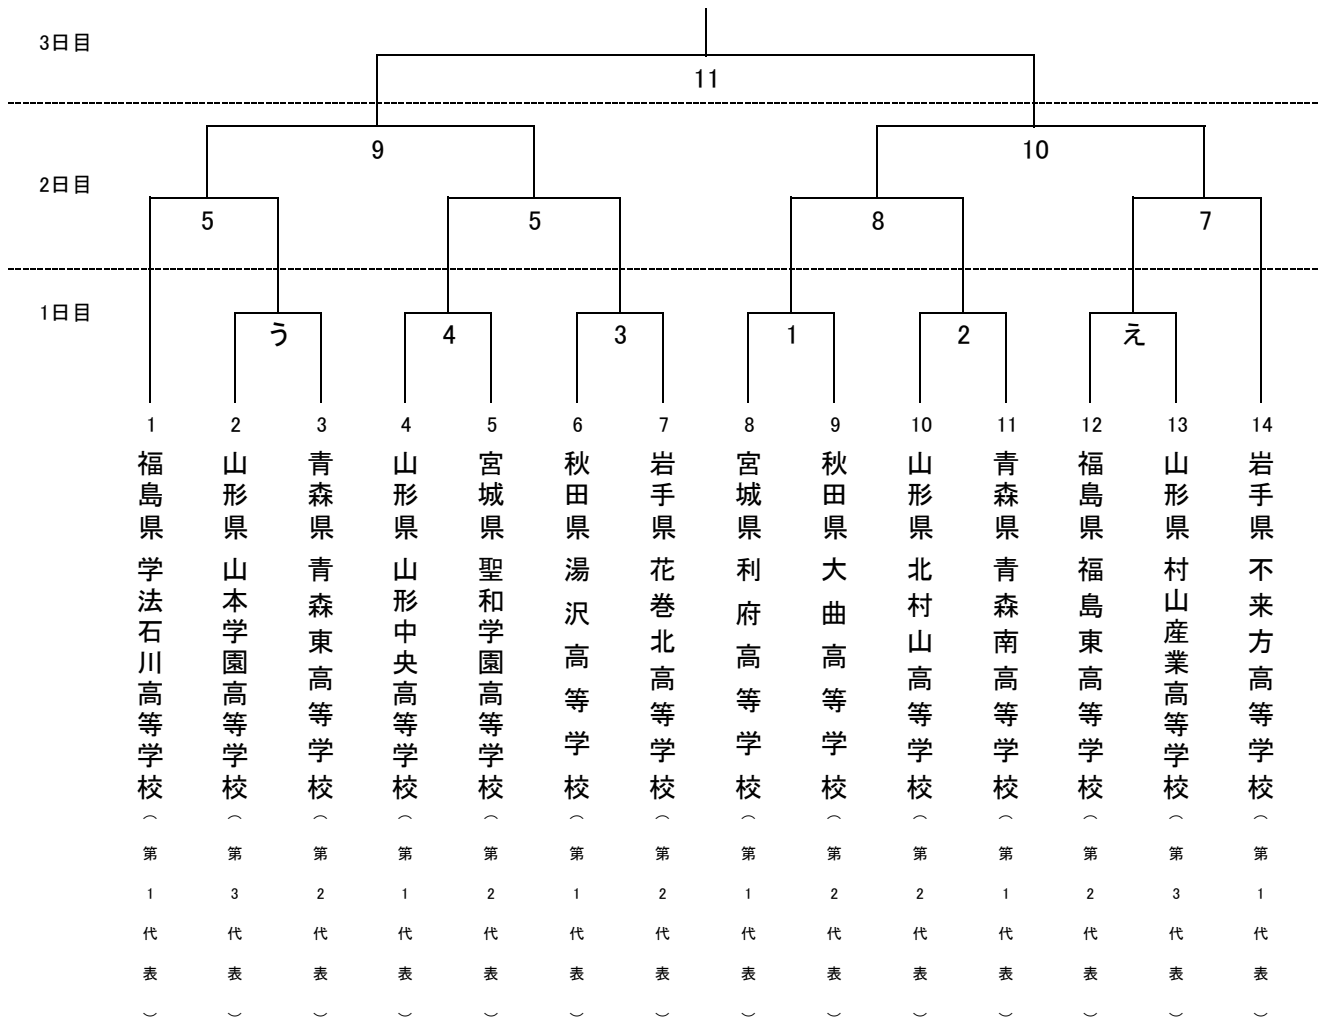 3日目
11
9
10
2日目
5
5
8
7
1日目
う
4
3
1
2
え
1 福島県 学法石川高等学校 (第1代表)
2 山形県 山本学園高等学校 (第3代表)
3 青森県 青森東高等学校 (第2代表)
4 山形県 山形中央高等学校 (第1代表)
5 宮城県 聖和学園高等学校 (第2代表)
6 秋田県 湯沢高等学校 (第1代表)
7 岩手県 花巻北高等学校 (第2代表)
8 宮城県 利府高等学校 (第1代表)
9 秋田県 大曲高等学校 (第2代表)
10 山形県 北村山高等学校 (第2代表)
11 青森県 青森南高等学校 (第1代表)
12 福島県 福島東高等学校 (第2代表)
13 山形県 村山産業高等学校 (第3代表)
14 岩手県 不来方高等学校 (第1代表)